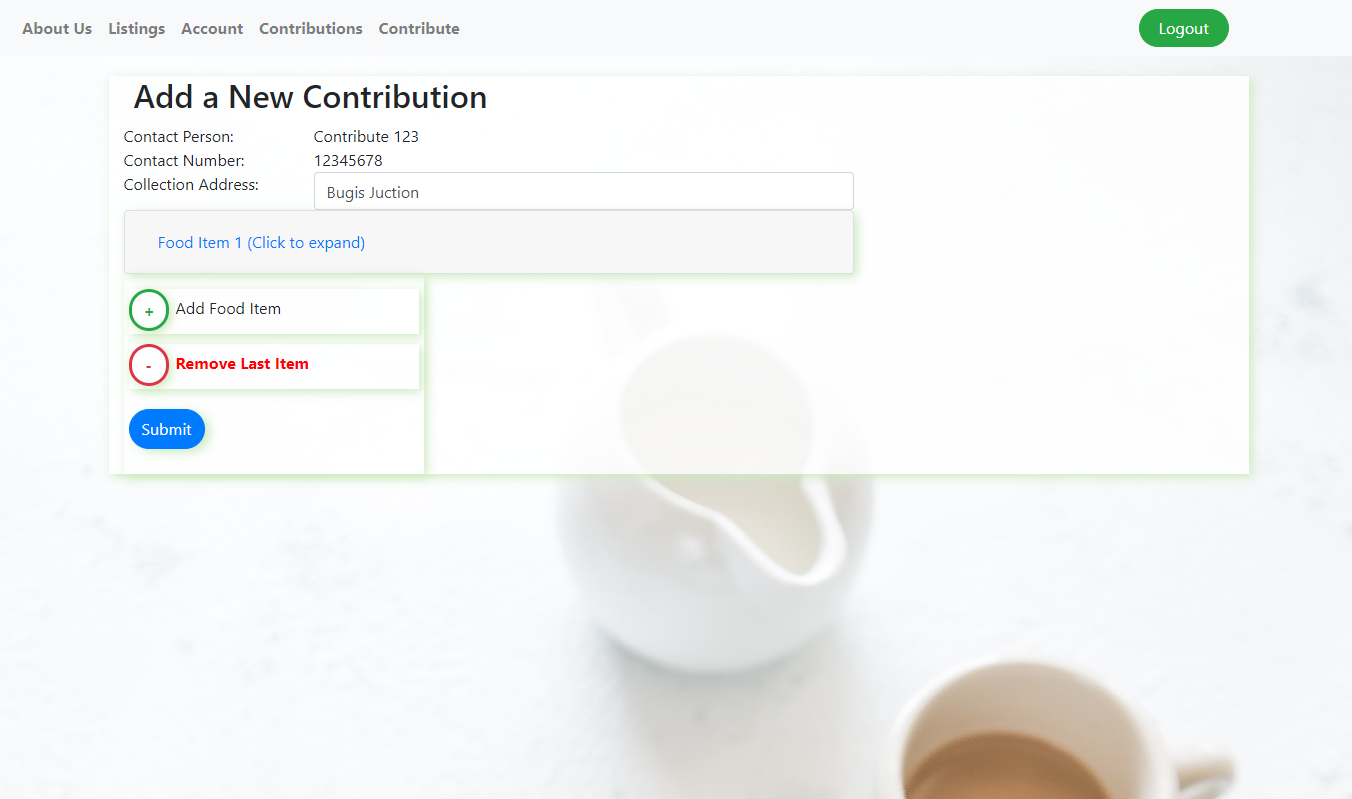 About Us Listings Account Contributions Contribute Logout
Add a New Contribution
Contact Person: Contribute 123
Contact Number: 12345678
Collection Address: Bugis Juction
Food Item 1 (Click to expand)
+ Add Food Item
- Remove Last Item
Submit